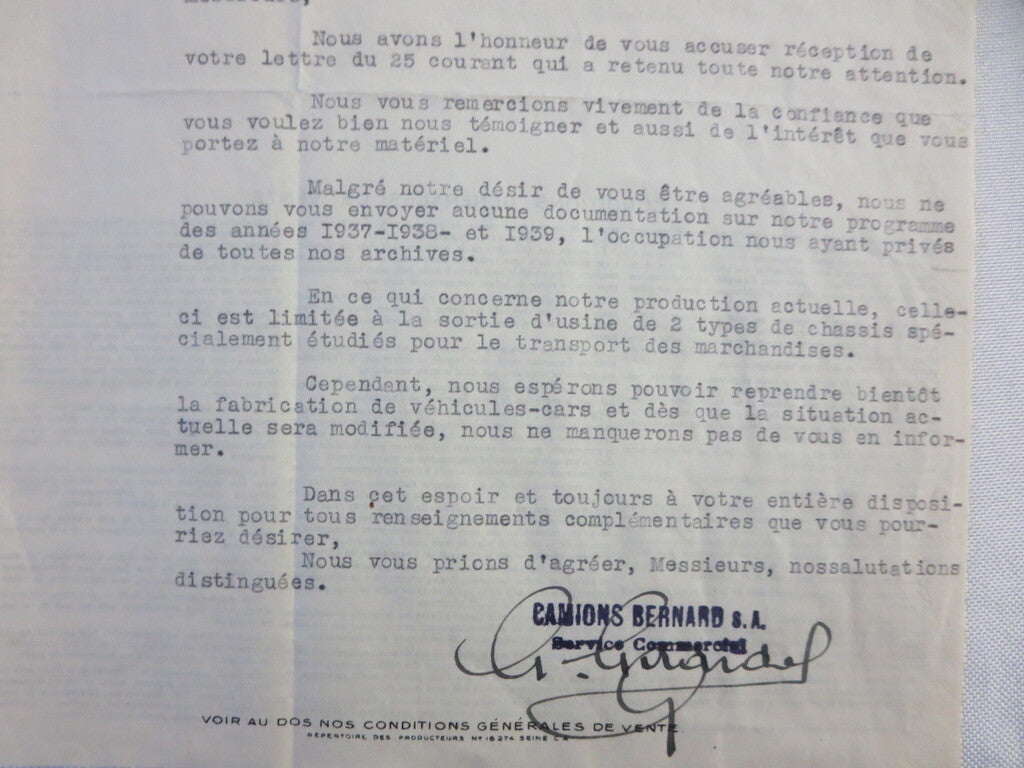 Messieurs,
Nous avons l'honneur de vous accuser réception de
votre lettre du 25 courant qui a retenu toute notre attention.
Nous vous remercions vivement de la confiance que
vous voulez bien nous témoigner et aussi de l'intérêt que vous
portez à notre matériel.
Malgré notre désir de vous être agréables, nous ne
pouvons vous envoyer aucune documentation sur notre programme
des années I937-I938- et I939, l'occupation nous ayant privés
de toutes nos archives.
En ce qui concerne notre production actuelle, celle-
ci est limitée à la sortie d'usine de 2 types de chassis spé-
cialement étudiés pour le transport des marchandises.
Cependant, nous espérons pouvoir reprendre bientôt
la fabrication de véhicules-cars et dès que la situation ac-
tuelle sera modifiée, nous ne manquerons pas de vous en infor-
mer.
Dans cet espoir et toujours à votre entière disposi-
tion pour tous renseignements complémentaires que vous pour-
riez désirer,
Nous vous prions d'agréer, Messieurs, nossalutations
distinguées.
CAMIONS BERNARD S.A.
Service Commercial
VOIR AU DOS NOS CONDITIONS GÉNÉRALES DE VENTE.
RÉPERTOIRE DES PRODUCTEURS Nº 16274 SEINE CA